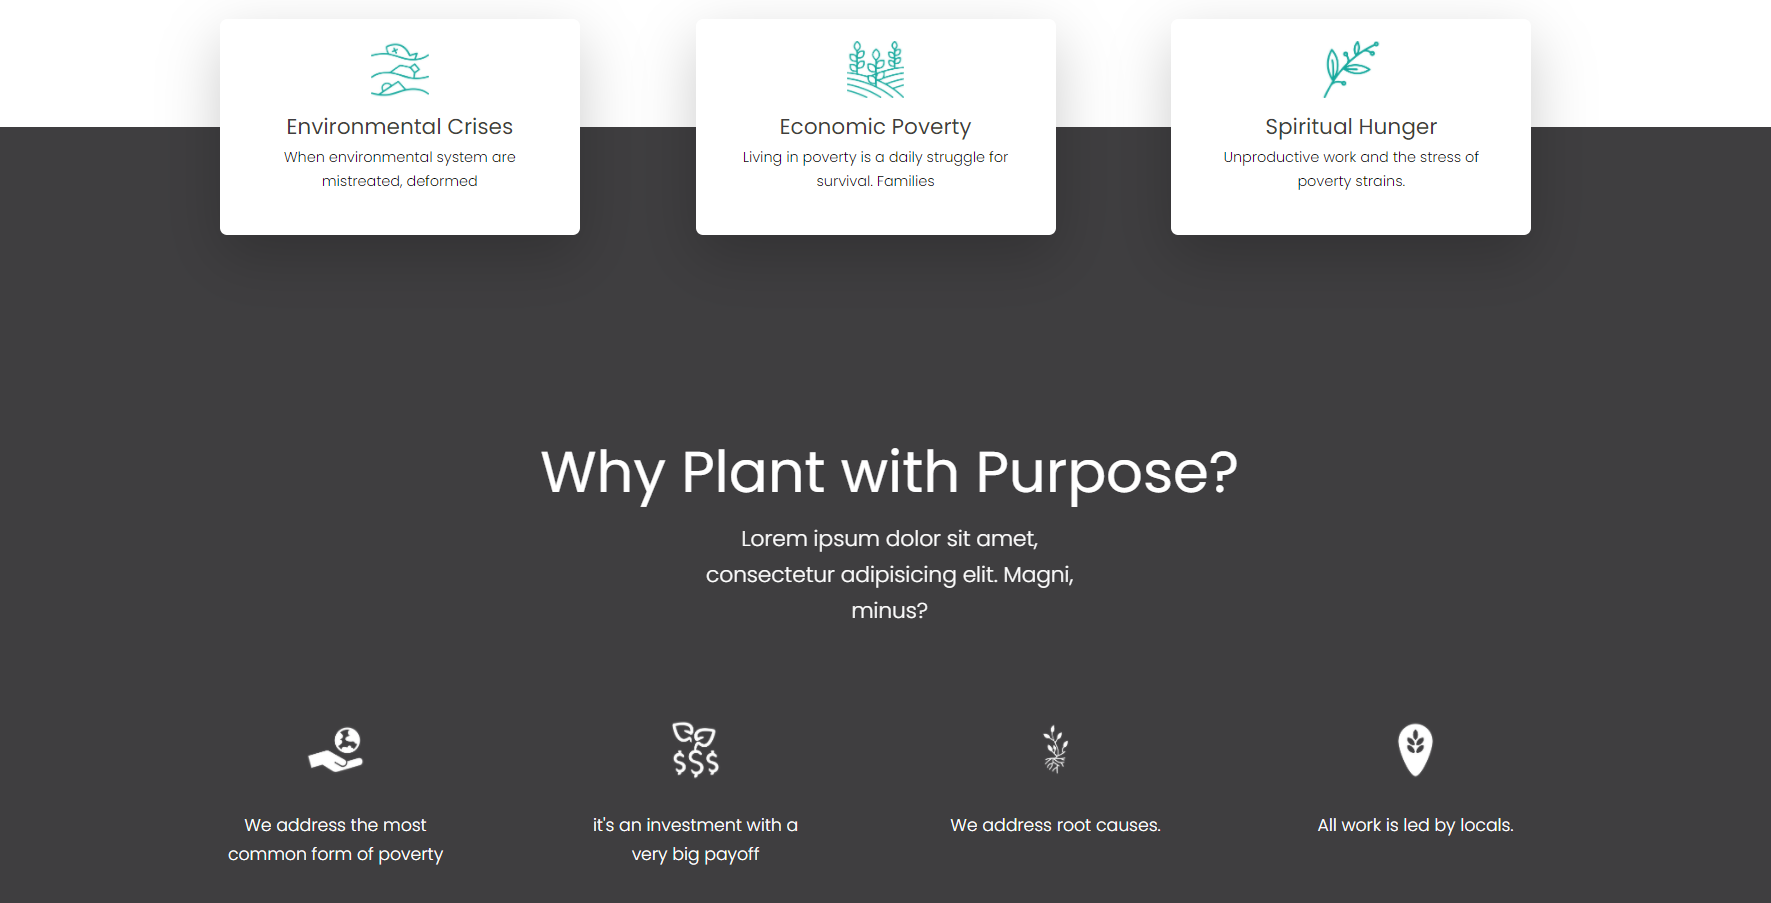 Environmental Crises
When environmental system are
mistreated, deformed
Economic Poverty
Living in poverty is a daily struggle for
survival. Families
Spiritual Hunger
Unproductive work and the stress of
poverty strains.
Why Plant with Purpose?
Lorem ipsum dolor sit amet,
consectetur adipisicing elit. Magni,
minus?
$$$
We address the most
common form of poverty
it's an investment with a
very big payoff
We address root causes.
All work is led by locals.